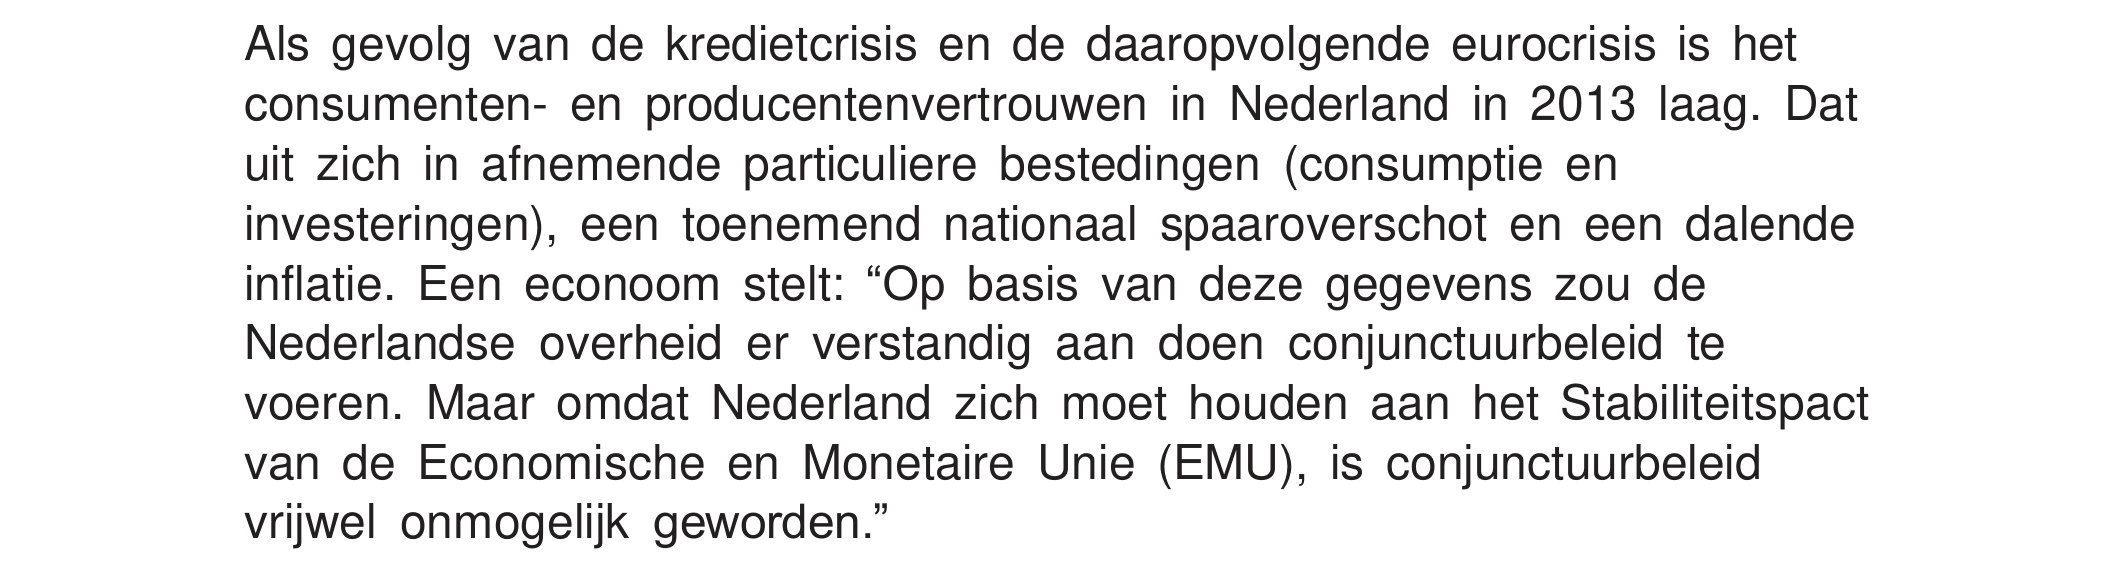 Als gevolg van de kredietcrisis en de daaropvolgende eurocrisis is het
consumenten- en producentenvertrouwen in Nederland in 2013 laag. Dat
uit zich in afnemende particuliere bestedingen (consumptie en
investeringen), een toenemend nationaal spaaroverschot en een dalende
inflatie. Een econoom stelt: “Op basis van deze gegevens zou de
Nederlandse overheid er verstandig aan doen conjunctuurbeleid te
voeren. Maar omdat Nederland zich moet houden aan het Stabiliteitspact
van de Economische en Monetaire Unie (EMU), is conjunctuurbeleid
vrijwel onmogelijk geworden.”